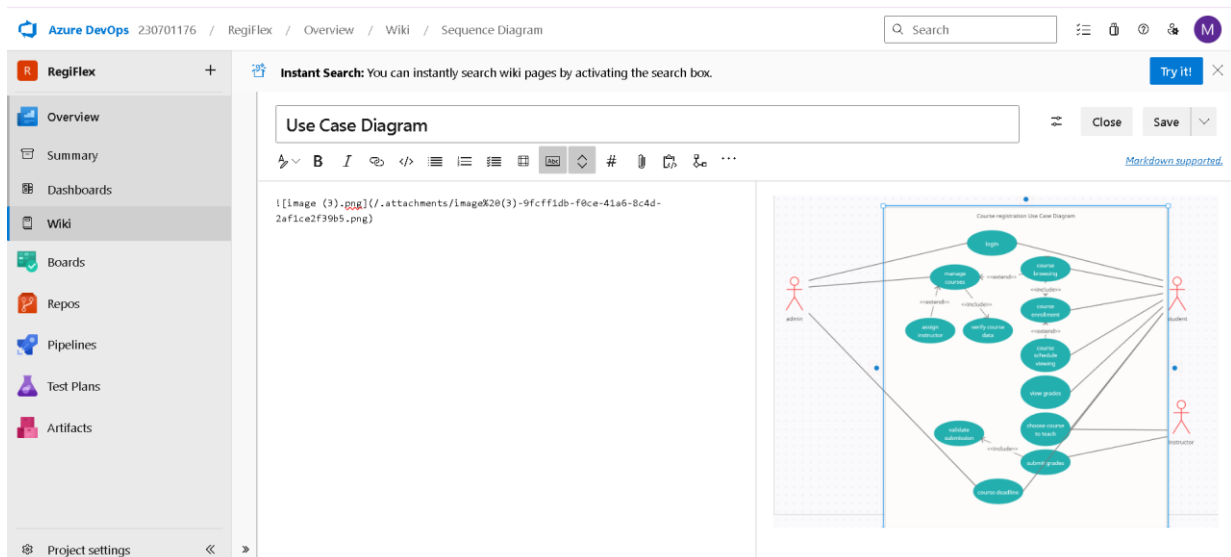 Azure DevOps 230701176 / RegiFlex / Overview / Wiki / Sequence Diagram
Search
M
R RegiFlex +
Instant Search: You can instantly search wiki pages by activating the search box.
Try it!
Overview
Summary
Dashboards
Wiki
Boards
Repos
Pipelines
Test Plans
Artifacts
Project settings
Use Case Diagram
Close
Save
B I </> Abc # ...
Markdown supported.
![image (3).png](/.attachments/image%20(3)-9fcff1db-f0ce-41a6-8c4d-
2af1ce2f39b5.png)
Course registration Use Case Diagram
login
manage
courses
<<extend>>
course
browsing
<<include>>
admin
<<extend>>
<<include>>
course
enrollment
student
assign
instructor
verify course
data
<<extend>>
course
schedule
viewing
view grades
validate
submission
choose course
to teach
instructor
<<include>>
submit grades
course deadline